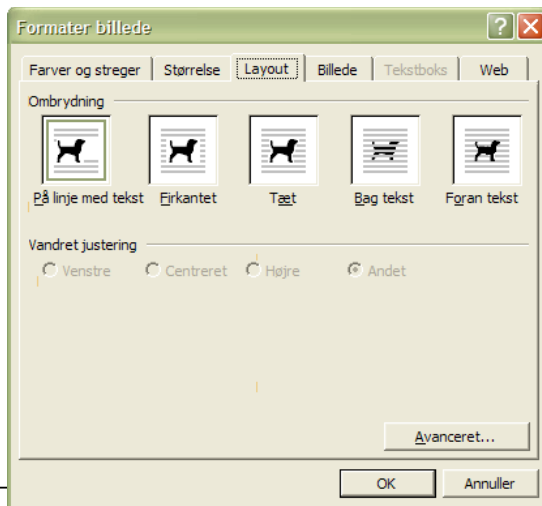 Formater billede
Farver og streger Størrelse Layout Billede Tekstboks Web
Ombrydning
På linje med tekst Firkantet Tæt Bag tekst Foran tekst
Vandret justering
Venstre Centreret Højre Andet
Avanceret...
OK Annuller